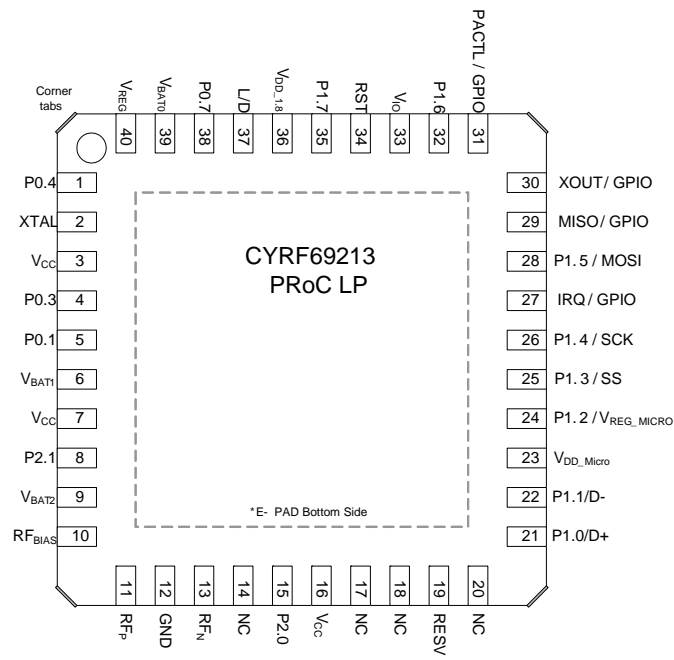 PACTL / GPIO
Corner
tabs
VREG
VBAT0
P0.7
L/D
VDD_1.8
P1.7
RST
VIO
P1.6
40
39
38
37
36
35
34
33
32
31
P0.4 1
XTAL 2
VCC 3
P0.3 4
P0.1 5
VBAT1 6
VCC 7
P2.1 8
VBAT2 9
RFBIAS 10
CYRF69213
PRoC LP
*E- PAD Bottom Side
30 XOUT/ GPIO
29 MISO/ GPIO
28 P1.5 / MOSI
27 IRQ / GPIO
26 P1.4 / SCK
25 P1.3 / SS
24 P1.2 / VREG_MICRO
23 VDD_Micro
22 P1.1/D-
21 P1.0/D+
11
12
13
14
15
16
17
18
19
20
RFP
GND
RFN
NC
P2.0
VCC
NC
NC
RESV
NC